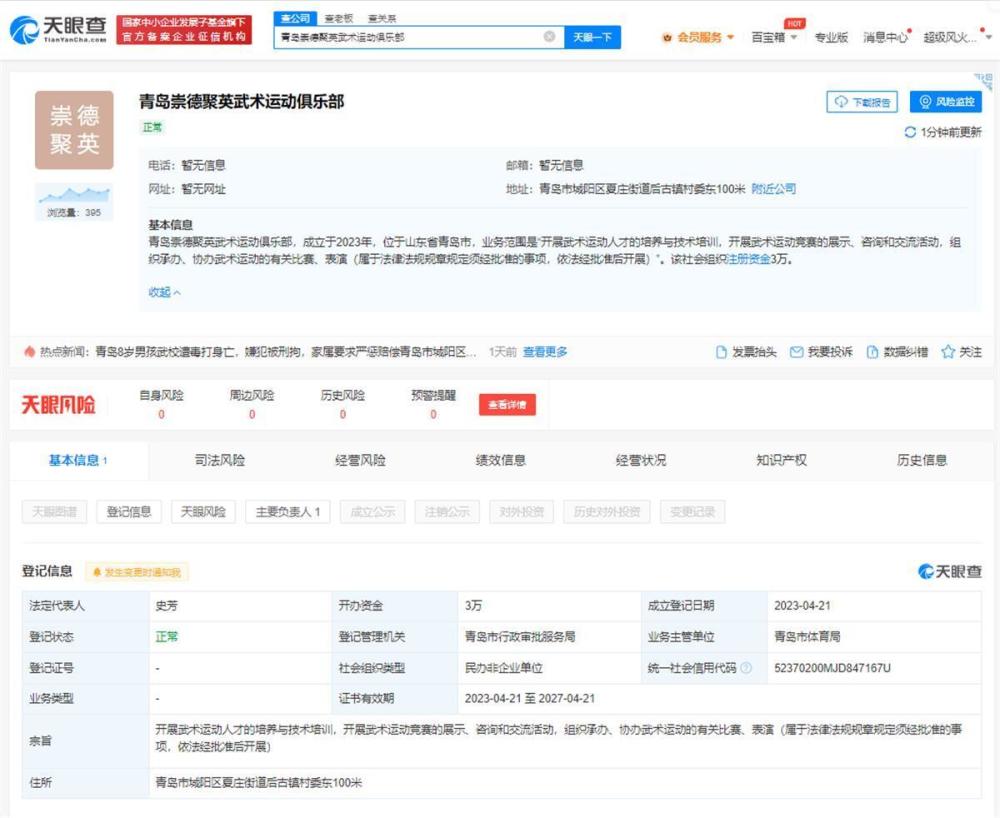 天眼查
TianYanCha.com
国家中小企业发展子基金旗下
官方备案企业征信机构
查公司 查老板 查关系
青岛崇德聚英武术运动俱乐部
天眼一下
会员服务
百宝箱
HOT
专业版
消息中心
超级风火...
崇德
聚英
浏览量：395
青岛崇德聚英武术运动俱乐部
正常
下载报告
风险监控
1分钟前更新
电话：暂无信息
邮箱：暂无信息
网址：暂无网址
地址：青岛市城阳区夏庄街道后古镇村委东100米 附近公司
基本信息
青岛崇德聚英武术运动俱乐部，成立于2023年，位于山东省青岛市，业务范围是“开展武术运动人才的培养与技术培训，开展武术运动竞赛的展示、咨询和交流活动，组
织承办、协办武术运动的有关比赛、表演（属于法律法规规章规定须经批准的事项，依法经批准后开展）”。该社会组织注册资金3万。
收起
热点新闻：青岛8岁男孩武校遭毒打身亡，嫌犯被刑拘，家属要求严惩赔偿青岛市城阳区... 1天前 查看更多
发票抬头 我要投诉 数据纠错 关注
天眼风险
自身风险 周边风险 历史风险 预警提醒
0 0 0 0
查看详情
基本信息 1 司法风险 经营风险 绩效信息 经营状况 知识产权 历史信息
天眼图谱 登记信息 天眼风险 主要负责人 1 成立公示 注销公示 对外投资 历史对外投资 变更记录
登记信息
发生变更时通知我
天眼查
法定代表人 史芳 开办资金 3万 成立登记日期 2023-04-21
登记状态 正常 登记管理机关 青岛市行政审批服务局 业务主管单位 青岛市体育局
登记证号 - 社会组织类型 民办非企业单位 统一社会信用代码 52370200MJD847167U
业务类型 - 证书有效期 2023-04-21 至 2027-04-21
宗旨
开展武术运动人才的培养与技术培训，开展武术运动竞赛的展示、咨询和交流活动，组织承办、协办武术运动的有关比赛、表演（属于法律法规规章规定须经批准的事
项，依法经批准后开展）
住所 青岛市城阳区夏庄街道后古镇村委东100米